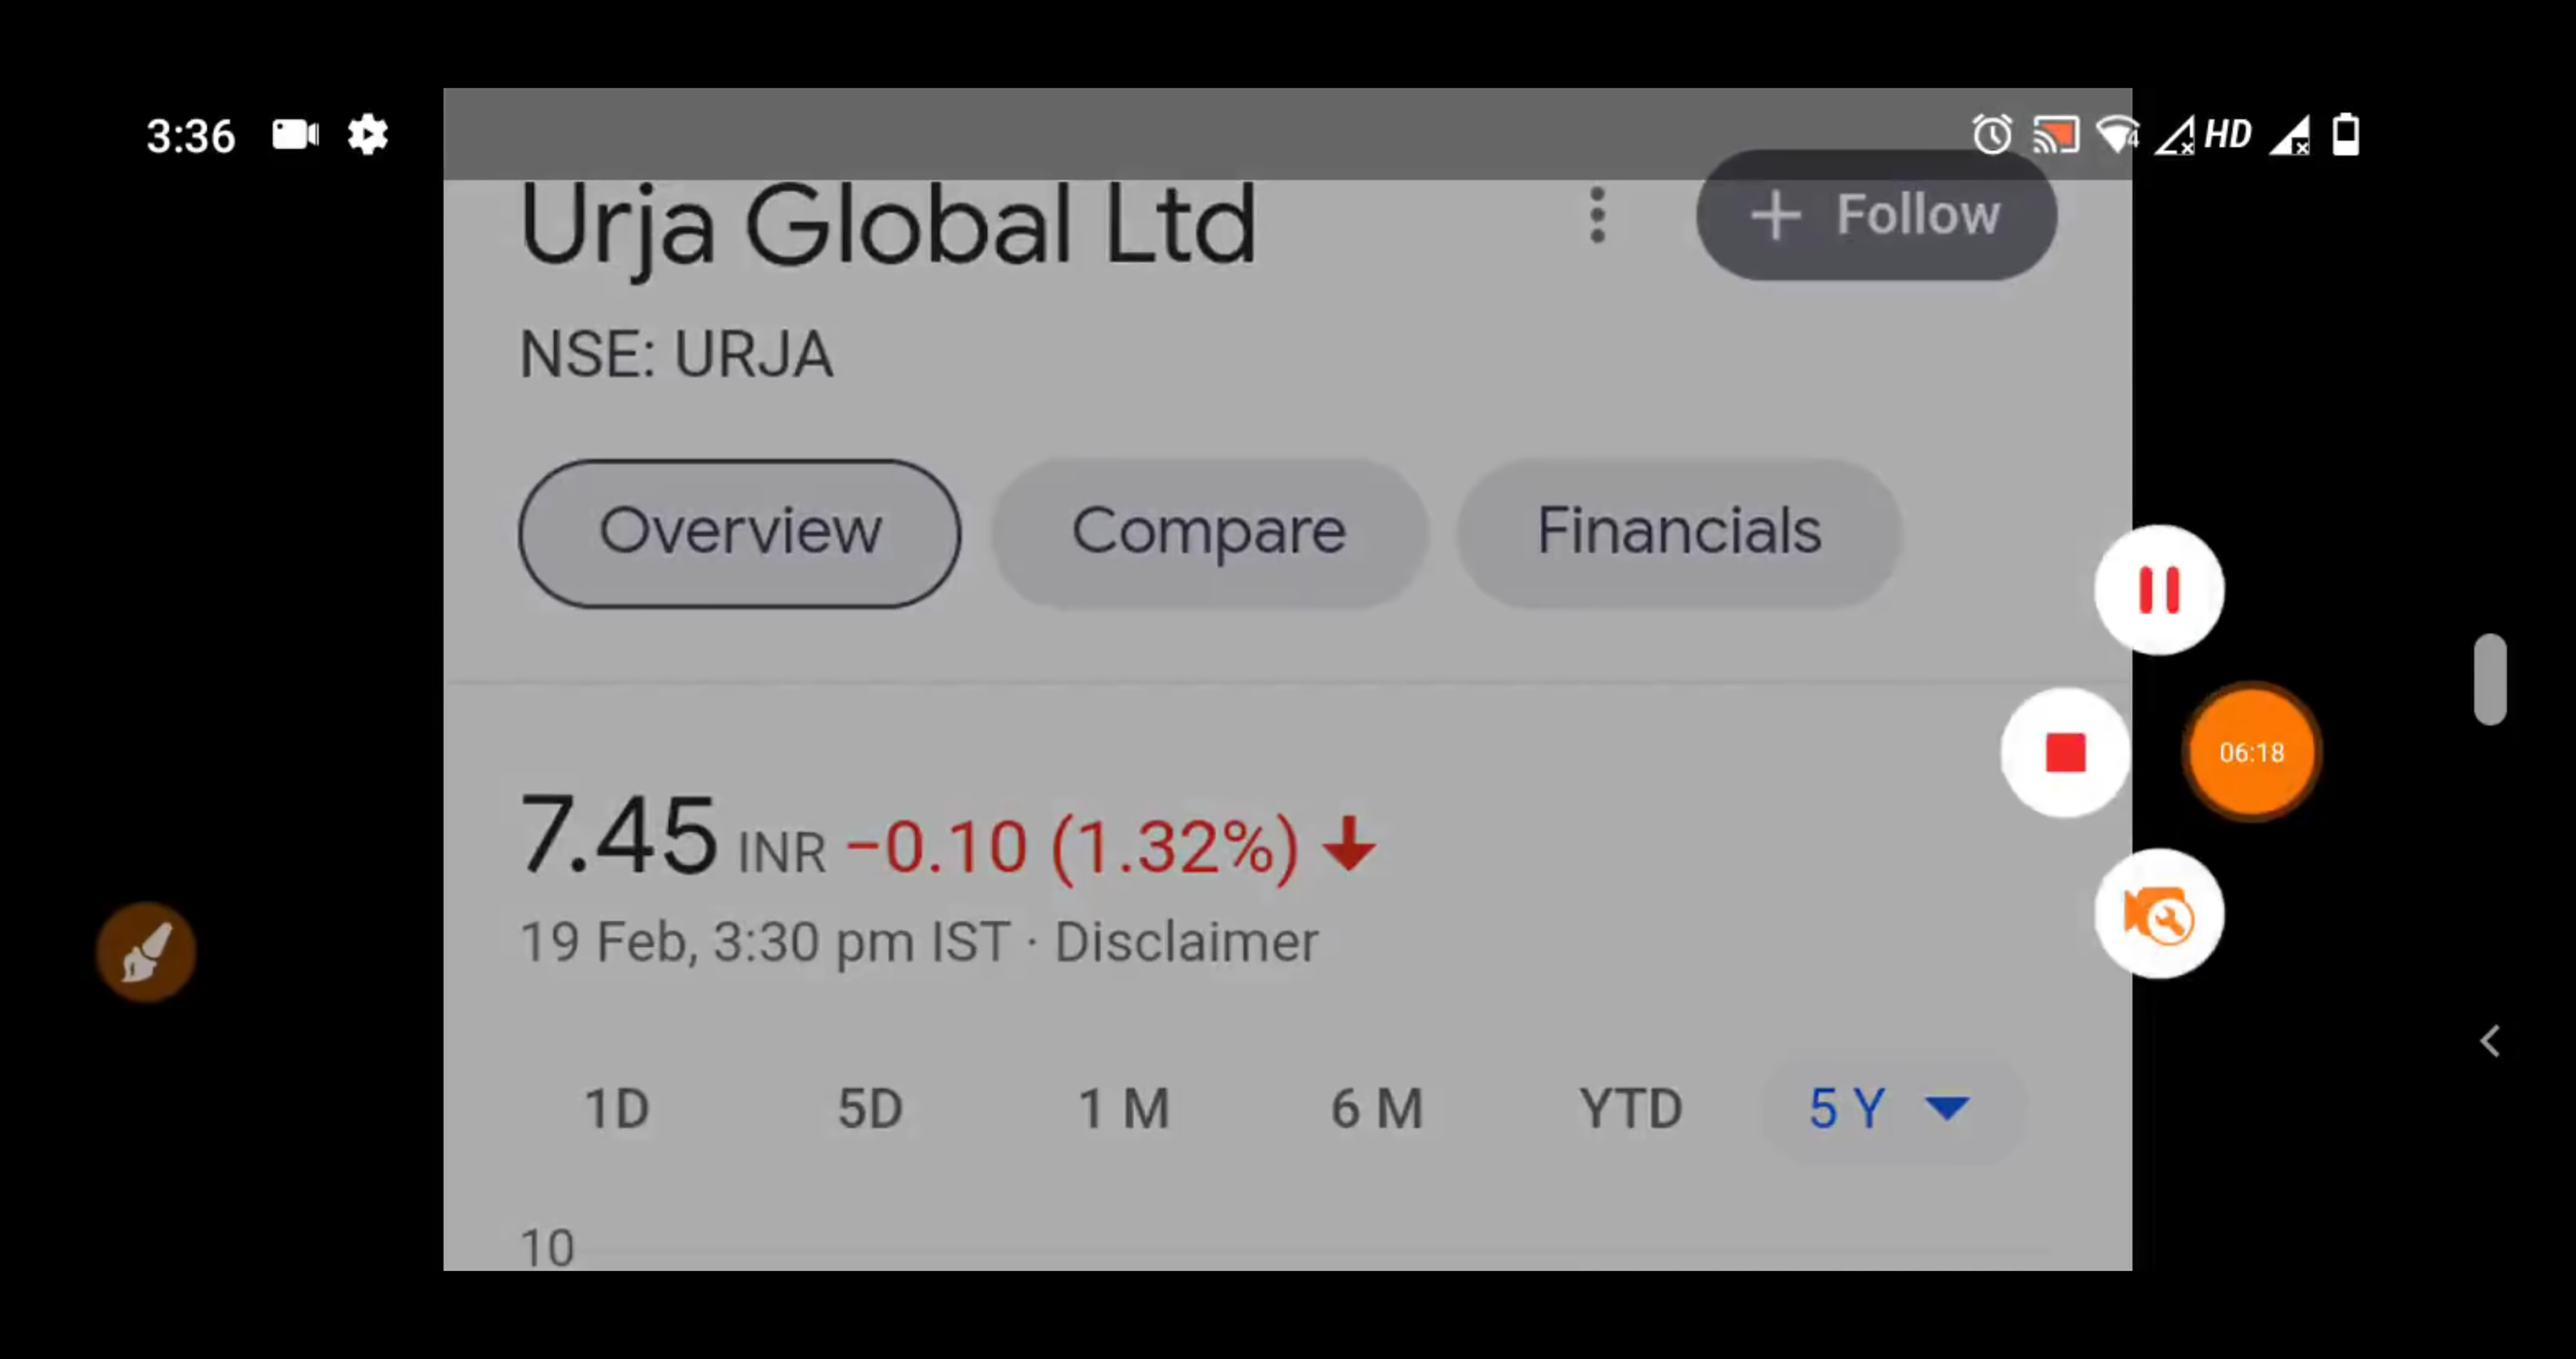 3:36
HD
Urja Global Ltd
+ Follow
NSE: URJA
Overview Compare Financials
7.45 INR −0.10 (1.32%)
06:18
19 Feb, 3:30 pm IST · Disclaimer
1D 5D 1 M 6 M YTD 5 Y
10